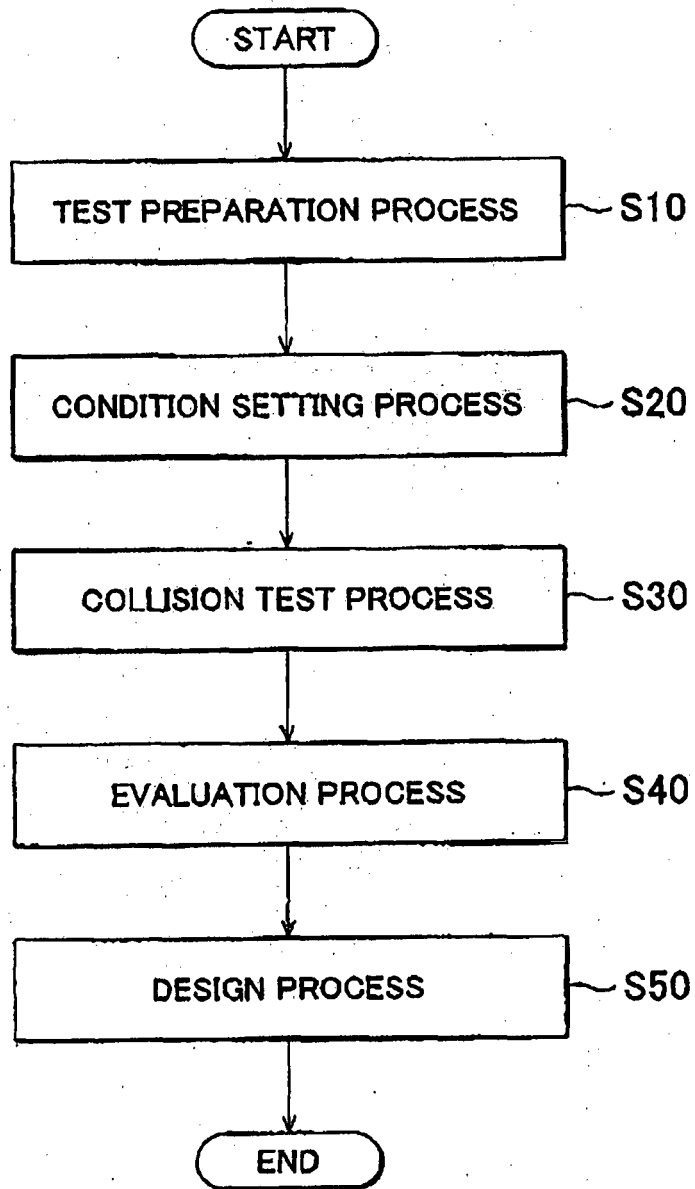 START
TEST PREPARATION PROCESS S10
CONDITION SETTING PROCESS S20
COLLISION TEST PROCESS S30
EVALUATION PROCESS S40
DESIGN PROCESS S50
END